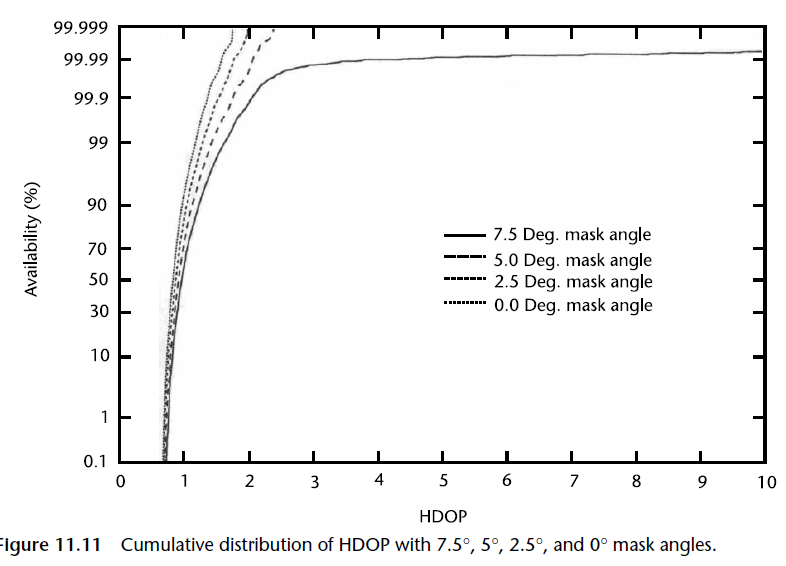 99.999
99.99
99.9
99
90
70
50
30
10
1
0.1
Availability (%)
7.5 Deg. mask angle
5.0 Deg. mask angle
2.5 Deg. mask angle
0.0 Deg. mask angle
0 1 2 3 4 5 6 7 8 9 10
HDOP
Figure 11.11 Cumulative distribution of HDOP with 7.5°, 5°, 2.5°, and 0° mask angles.